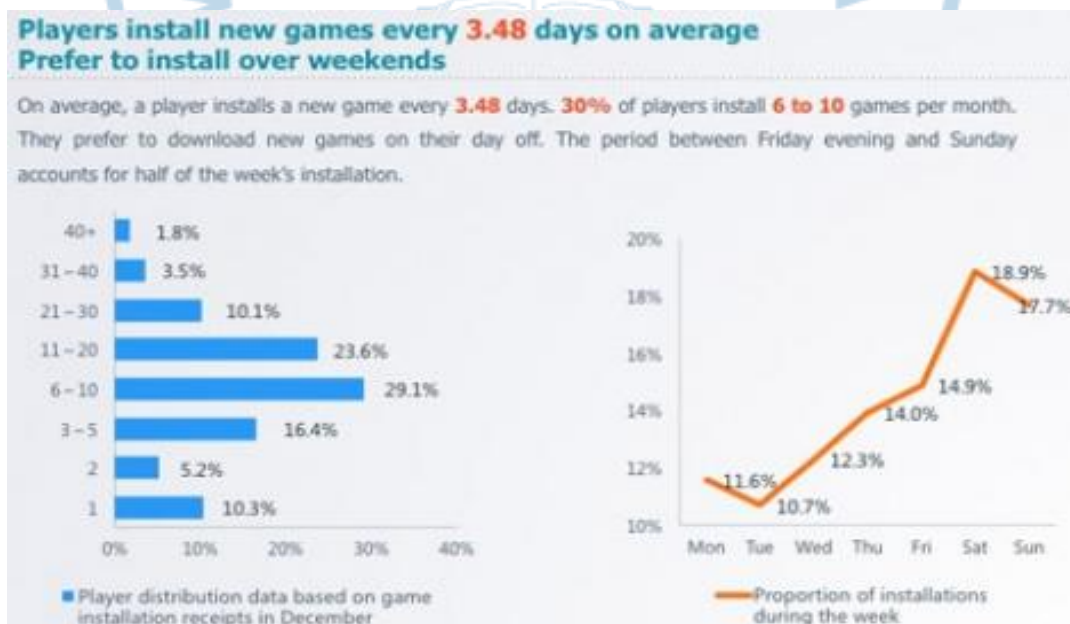 Players install new games every 3.48 days on average
Prefer to install over weekends
On average, a player installs a new game every 3.48 days. 30% of players install 6 to 10 games per month.
They prefer to download new games on their day off. The period between Friday evening and Sunday
accounts for half of the week's installation.
40+ 1.8%
31-40 3.5%
21-30 10.1%
11-20 23.6%
6-10 29.1%
3-5 16.4%
2 5.2%
1 10.3%
0% 10% 20% 30% 40%
Player distribution data based on game
installation receipts in December
20%
18%
16%
14%
12%
10%
11.6%
10.7%
12.3%
14.0%
14.9%
18.9%
17.7%
Mon Tue Wed Thu Fri Sat Sun
Proportion of installations
during the week